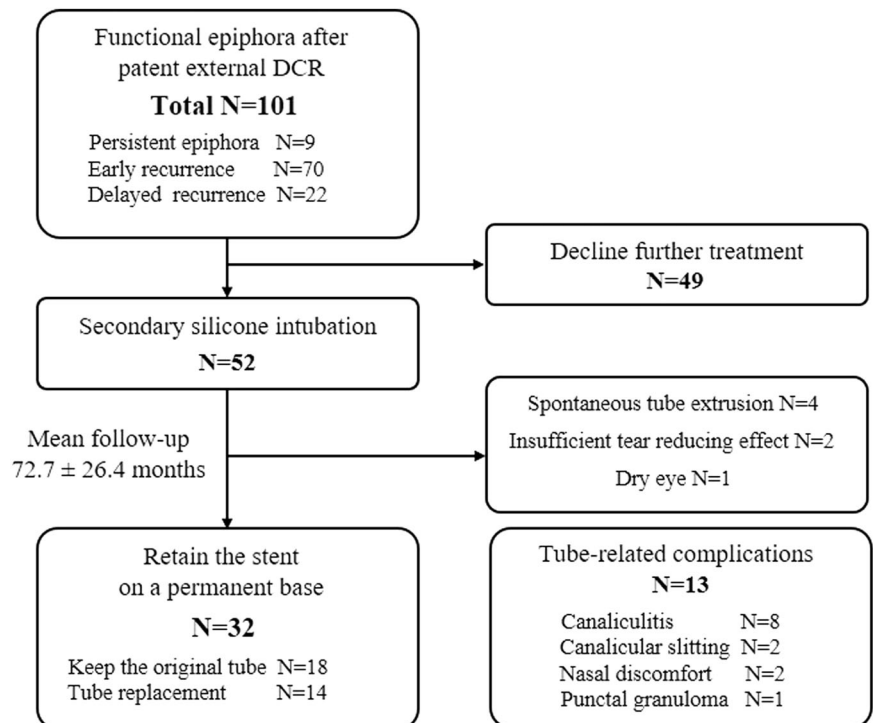 Functional epiphora after
patent external DCR
Total N=101
Persistent epiphora N=9
Early recurrence N=70
Delayed recurrence N=22
Decline further treatment
N=49
Secondary silicone intubation
N=52
Mean follow-up
72.7 ± 26.4 months
Spontaneous tube extrusion N=4
Insufficient tear reducing effect N=2
Dry eye N=1
Retain the stent
on a permanent base
N=32
Keep the original tube N=18
Tube replacement N=14
Tube-related complications
N=13
Canaliculitis N=8
Canalicular slitting N=2
Nasal discomfort N=2
Punctal granuloma N=1